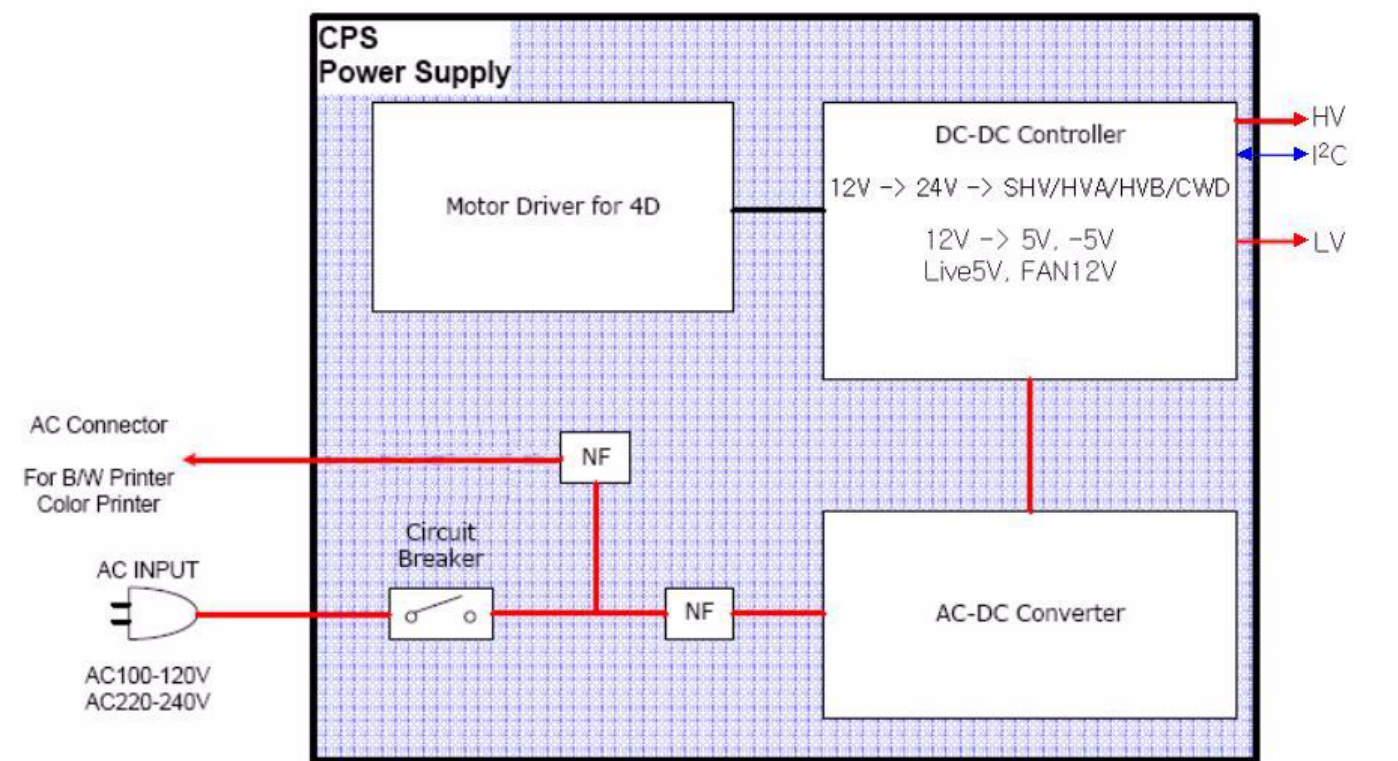 CPS
Power Supply
Motor Driver for 4D
DC-DC Controller
12V -> 24V -> SHV/HVA/HVB/CWD
12V -> 5V, -5V
Live5V, FAN12V
HV
I²C
LV
AC Connector
For B/W Printer
Color Printer
NF
Circuit
Breaker
AC INPUT
NF
AC-DC Converter
AC100-120V
AC220-240V